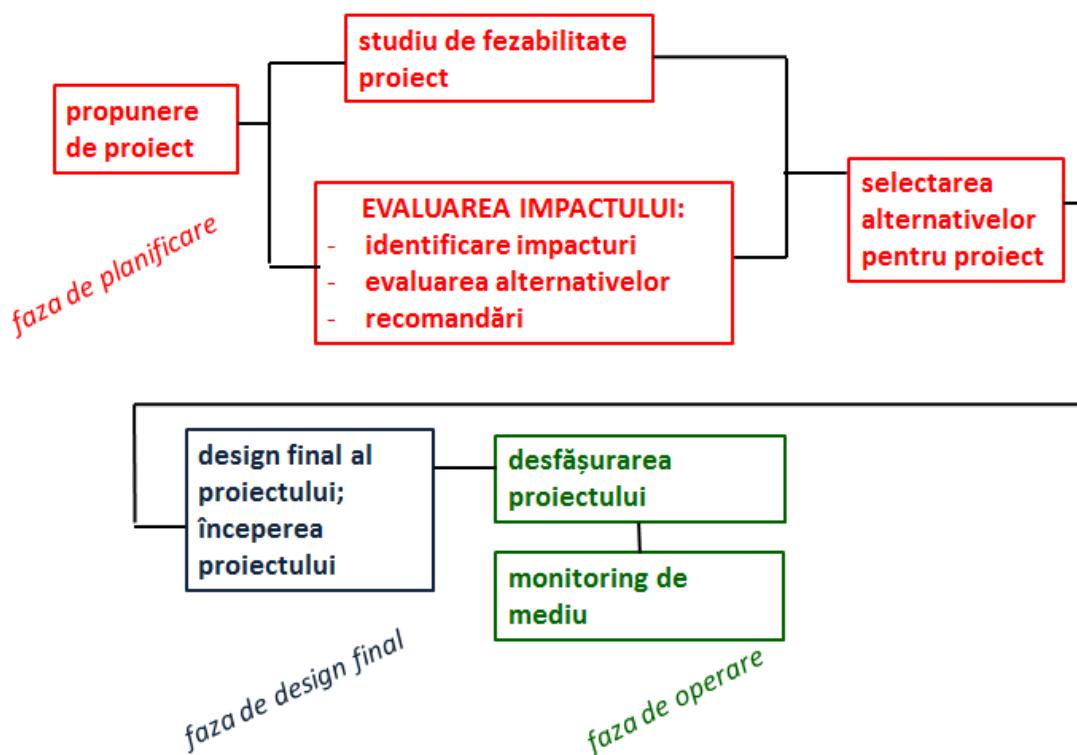 studiu de fezabilitate
proiect
propunere
de proiect
EVALUAREA IMPACTULUI:
- identificare impacturi
- evaluarea alternativelor
- recomandări
selectarea
alternativelor
pentru proiect
faza de planificare
design final al
proiectului;
începerea
proiectului
desfășurarea
proiectului
monitoring de
mediu
faza de design final
faza de operare